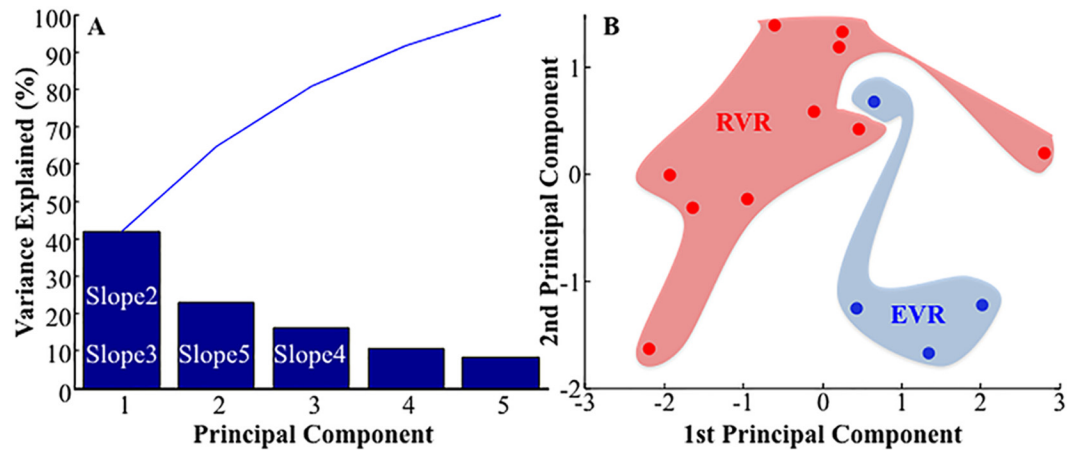 A
100
90
80
70
60
50
40
30
20
10
0
Variance Explained (%)
Slope2
Slope3
Slope5
Slope4
1 2 3 4 5
Principal Component
B
2nd Principal Component
1
0
-1
-2
RVR
EVR
-3 -2 -1 0 1 2 3
1st Principal Component